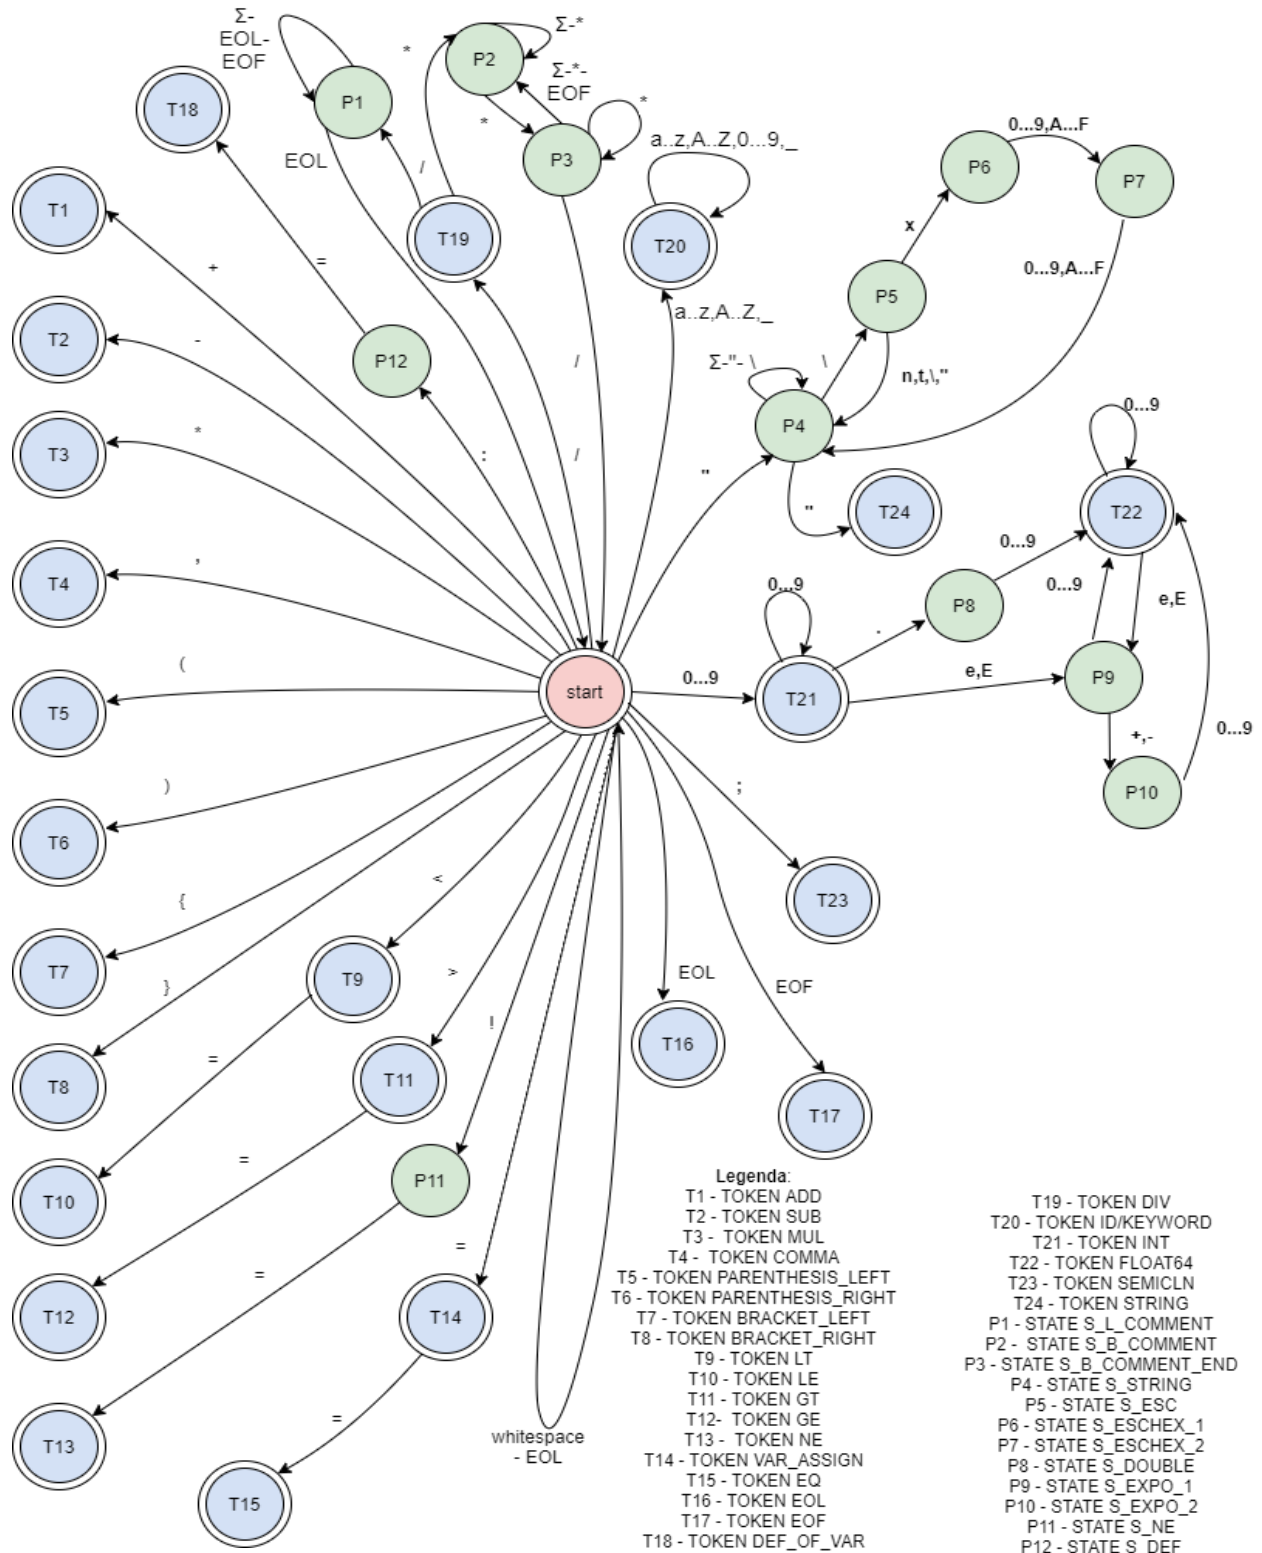 Σ-
EOL-
EOF
*
P2
Σ-*
Σ-*-
EOF
T18
P1
*
P3
*
EOL
/
a..z,A..Z,0...9,_
0...9,A...F
P6
P7
T1
T19
T20
x
+
=
0...9,A...F
P5
a..z,A..Z,_
T2
-
P12
/
Σ-"- \
\
n,t,\,"
T3
*
:
/
"
P4
0...9
"
T24
T22
T4
,
0...9
0...9
0...9
P8
e,E
.
(
start
0...9
T21
e,E
P9
T5
+,-
0...9
)
;
P10
T6
<
{
T23
T7
T9
>
EOL
}
EOF
!
T16
=
T8
T11
T17
=
P11
T10
=
=
T12
T14
=
T13
whitespace
- EOL
T15
Legenda:
T1 - TOKEN ADD
T2 - TOKEN SUB
T3 - TOKEN MUL
T4 - TOKEN COMMA
T5 - TOKEN PARENTHESIS_LEFT
T6 - TOKEN PARENTHESIS_RIGHT
T7 - TOKEN BRACKET_LEFT
T8 - TOKEN BRACKET_RIGHT
T9 - TOKEN LT
T10 - TOKEN LE
T11 - TOKEN GT
T12- TOKEN GE
T13 - TOKEN NE
T14 - TOKEN VAR_ASSIGN
T15 - TOKEN EQ
T16 - TOKEN EOL
T17 - TOKEN EOF
T18 - TOKEN DEF_OF_VAR
T19 - TOKEN DIV
T20 - TOKEN ID/KEYWORD
T21 - TOKEN INT
T22 - TOKEN FLOAT64
T23 - TOKEN SEMICLN
T24 - TOKEN STRING
P1 - STATE S_L_COMMENT
P2 - STATE S_B_COMMENT
P3 - STATE S_B_COMMENT_END
P4 - STATE S_STRING
P5 - STATE S_ESC
P6 - STATE S_ESCHEX_1
P7 - STATE S_ESCHEX_2
P8 - STATE S_DOUBLE
P9 - STATE S_EXPO_1
P10 - STATE S_EXPO_2
P11 - STATE S_NE
P12 - STATE S_DEF